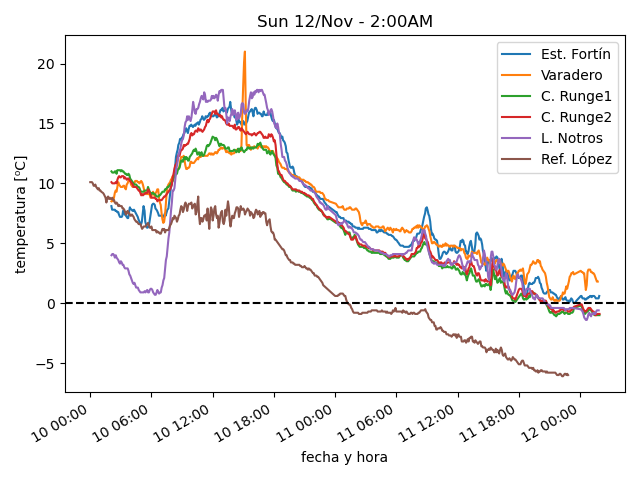 Sun 12/Nov - 2:00AM
Est. Fortín
Varadero
C. Runge1
C. Runge2
L. Notros
Ref. López
temperatura [ºC]
20
15
10
5
0
−5
10 00:00
10 06:00
10 12:00
10 18:00
11 00:00
11 06:00
11 12:00
11 18:00
12 00:00
fecha y hora